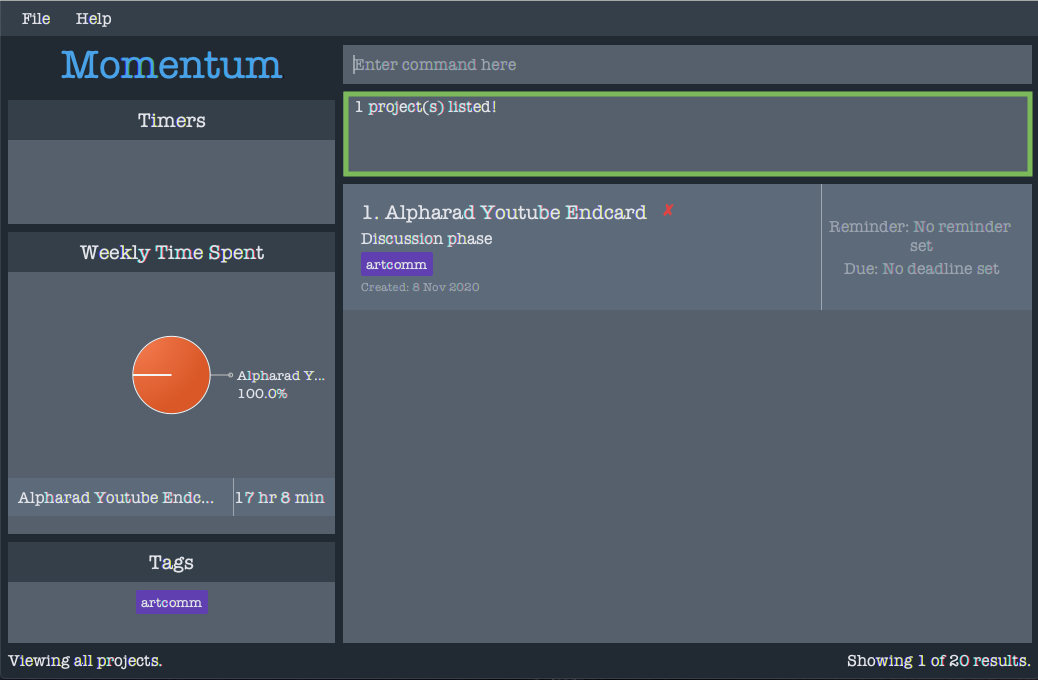 File Help
Momentum
Enter command here
1 project(s) listed!
Timers
Weekly Time Spent
Alpharad Y...
100.0%
Alpharad Youtube Endc... 17 hr 8 min
Tags
artcomm
1. Alpharad Youtube Endcard ✗
Discussion phase
artcomm
Created: 8 Nov 2020
Reminder: No reminder
set
Due: No deadline set
Viewing all projects.
Showing 1 of 20 results.